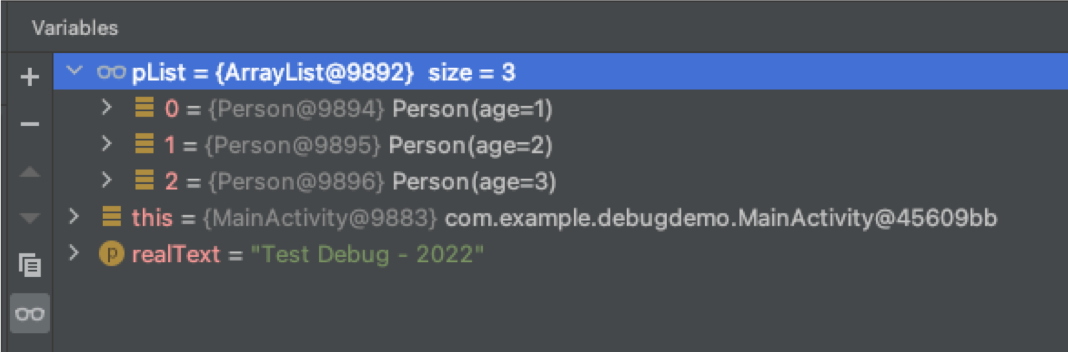 Variables
pList = {ArrayList@9892} size = 3
0 = {Person@9894} Person(age=1)
1 = {Person@9895} Person(age=2)
2 = {Person@9896} Person(age=3)
this = {MainActivity@9883} com.example.debugdemo.MainActivity@45609bb
p realText = "Test Debug - 2022"